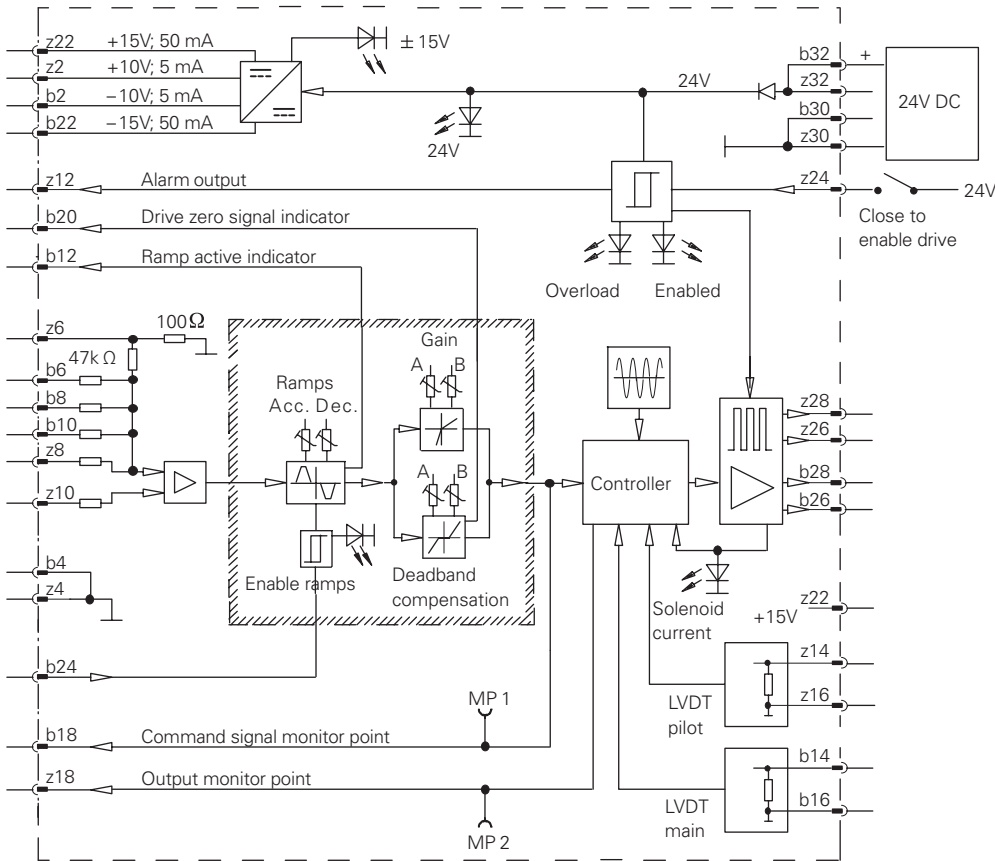 z22 +15V; 50 mA
z2 +10V; 5 mA
b2 −10V; 5 mA
b22 −15V; 50 mA
± 15V
24V
24V
b32 +
z32
b30
z30
24V DC
z12 Alarm output
z24
24V
Close to
enable drive
b20 Drive zero signal indicator
b12 Ramp active indicator
Overload
Enabled
z6
100 Ω
47k Ω
b6
b8
b10
z8
z10
Ramps
Acc. Dec.
Gain
A B
A B
Enable ramps
Deadband
compensation
Controller
z28
z26
b28
b26
b4
z4
Solenoid
current
z22
+15V
z14
z16
LVDT
pilot
b24
MP 1
b18 Command signal monitor point
z18 Output monitor point
MP 2
b14
b16
LVDT
main